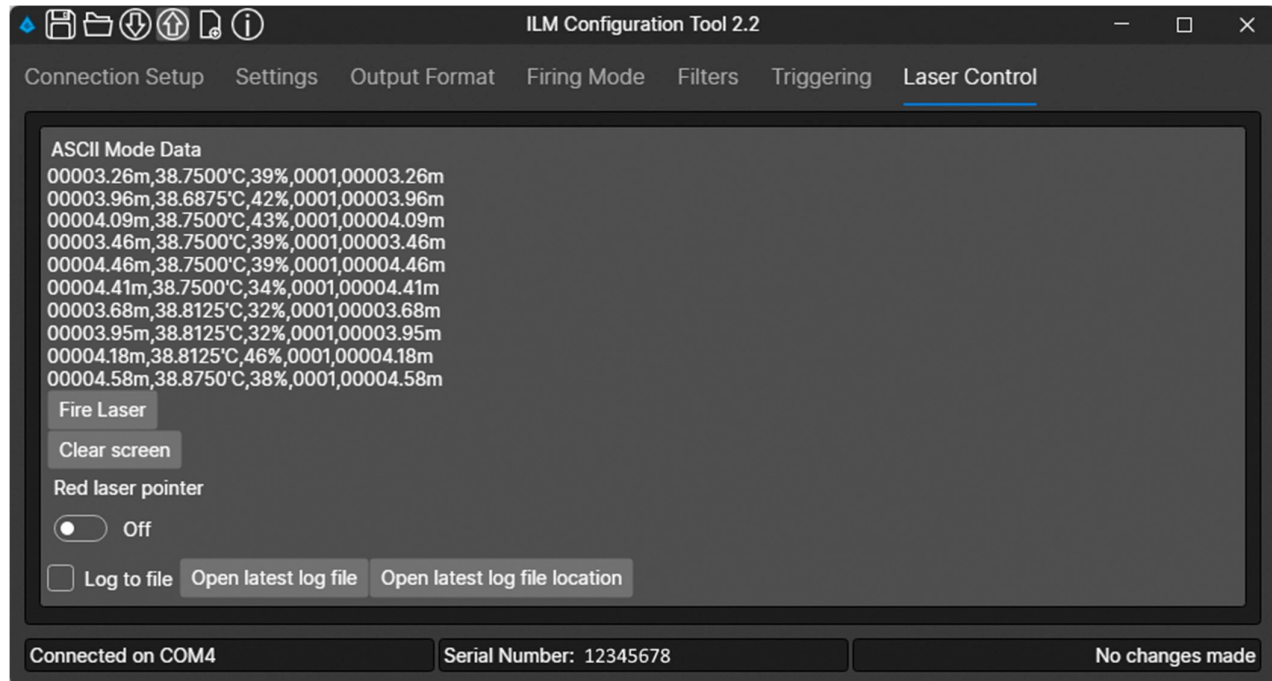 ILM Configuration Tool 2.2
Connection Setup Settings Output Format Firing Mode Filters Triggering Laser Control
ASCII Mode Data
00003.26m,38.7500'C,39%,0001,00003.26m
00003.96m,38.6875'C,42%,0001,00003.96m
00004.09m,38.7500'C,43%,0001,00004.09m
00003.46m,38.7500'C,39%,0001,00003.46m
00004.46m,38.7500'C,39%,0001,00004.46m
00004.41m,38.7500'C,34%,0001,00004.41m
00003.68m,38.8125'C,32%,0001,00003.68m
00003.95m,38.8125'C,32%,0001,00003.95m
00004.18m,38.8125'C,46%,0001,00004.18m
00004.58m,38.8750'C,38%,0001,00004.58m
Fire Laser
Clear screen
Red laser pointer
Off
Log to file Open latest log file Open latest log file location
Connected on COM4 Serial Number: 12345678 No changes made